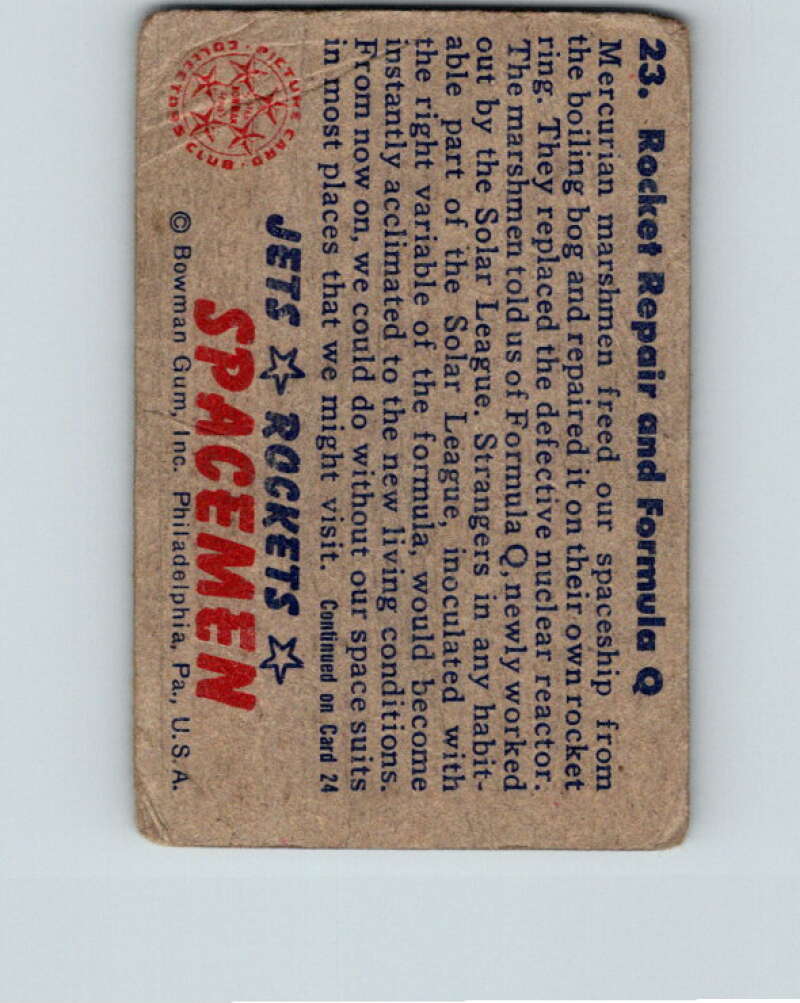 23. Rocket Repair and Formula Q
Mercurian marshmen freed our spaceship from
the boiling bog and repaired it on their own rocket
ring. They replaced the defective nuclear reactor.
The marshmen told us of Formula Q, newly worked
out by the Solar League. Strangers in any habit-
able part of the Solar League, inoculated with
the right variable of the formula, would become
instantly acclimated to the new living conditions.
From now on, we could do without our space suits
in most places that we might visit. Continued on Card 24
PICTURE CARD COLLECTORS CLUB
JETS ☆ ROCKETS ☆
SPACEMEN
© Bowman Gum, Inc. Philadelphia, Pa., U.S.A.